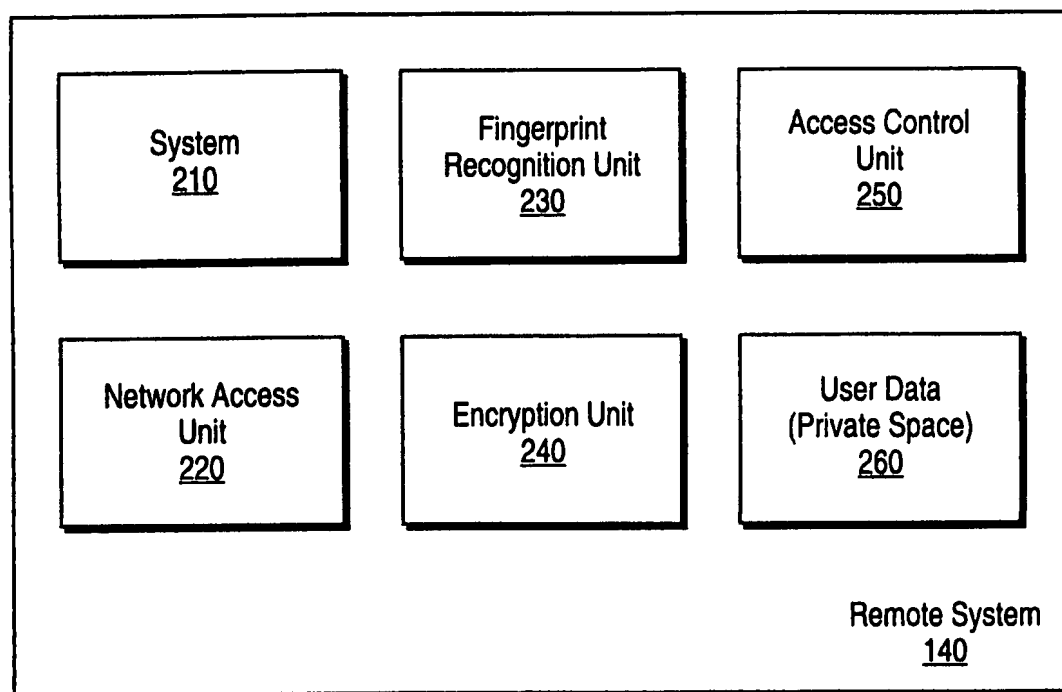 System
210
Fingerprint
Recognition Unit
230
Access Control
Unit
250
Network Access
Unit
220
Encryption Unit
240
User Data
(Private Space)
260
Remote System
140